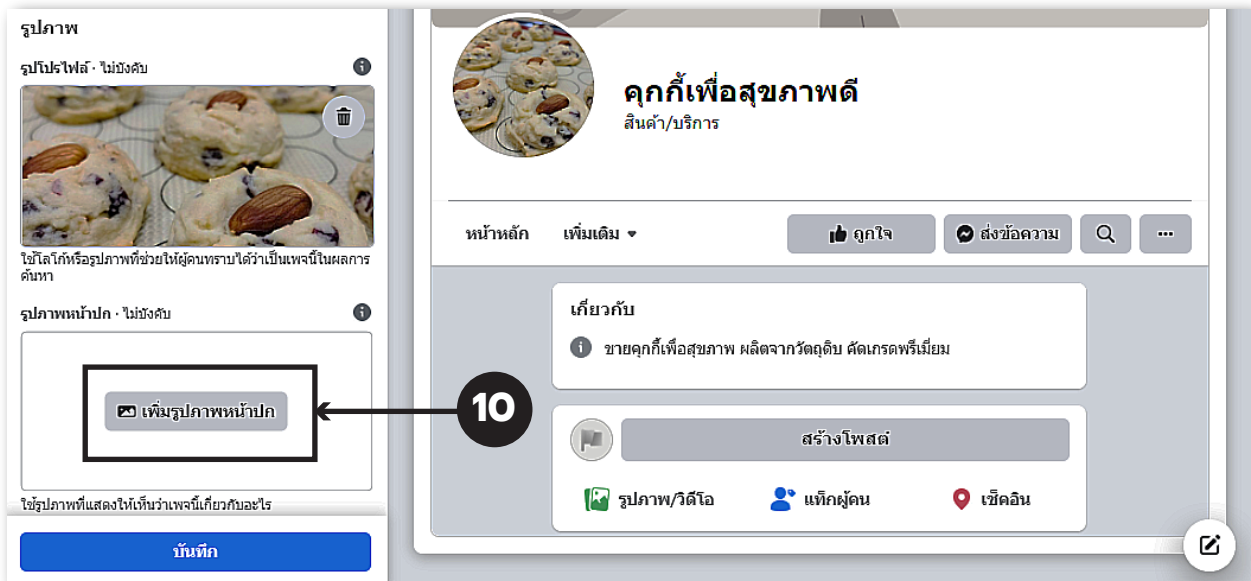 รูปภาพ
รูปโปรไฟล์ · ไม่บังคับ
ใช้โลโก้หรือรูปภาพที่ช่วยให้ผู้คนทราบได้ว่าเป็นเพจนี้ในผลการ
ค้นหา
รูปภาพหน้าปก · ไม่บังคับ
เพิ่มรูปภาพหน้าปก
10
ใช้รูปภาพที่แสดงให้เห็นว่าเพจนี้เกี่ยวกับอะไร
บันทึก
คุกกี้เพื่อสุขภาพดี
สินค้า/บริการ
หน้าหลัก เพิ่มเติม ถูกใจ ส่งข้อความ
เกี่ยวกับ
ขายคุกกี้เพื่อสุขภาพ ผลิตจากวัตถุดิบ คัดเกรดพรีเมี่ยม
สร้างโพสต์
รูปภาพ/วิดีโอ แท็กผู้คน เช็คอิน